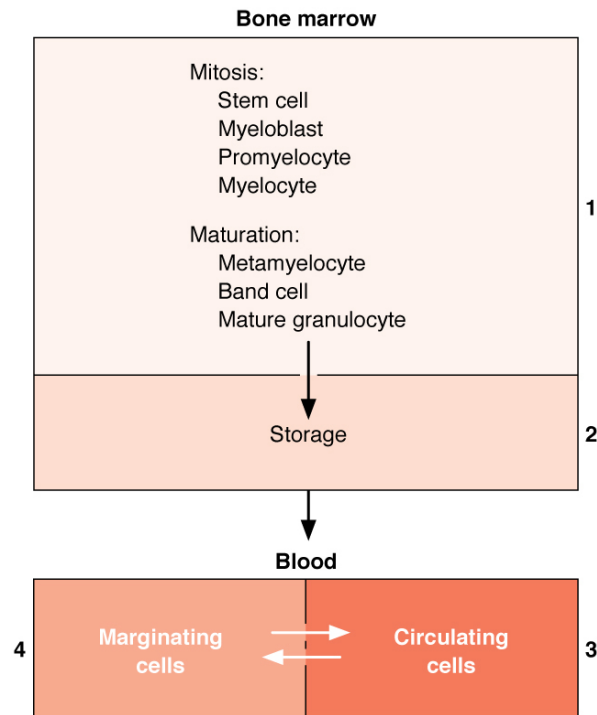 Bone marrow
Mitosis:
Stem cell
Myeloblast
Promyelocyte
Myelocyte
1
Maturation:
Metamyelocyte
Band cell
Mature granulocyte
Storage
2
Blood
4
Marginating
cells
Circulating
cells
3